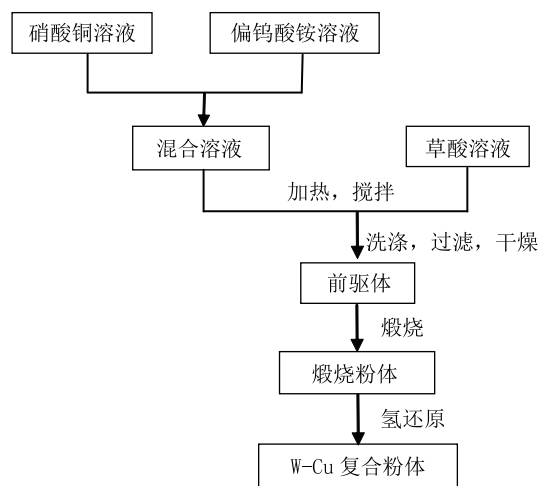 硝酸铜溶液
偏钨酸铵溶液
混合溶液
草酸溶液
加热，搅拌
洗涤，过滤，干燥
前驱体
煅烧
煅烧粉体
氢还原
W-Cu 复合粉体